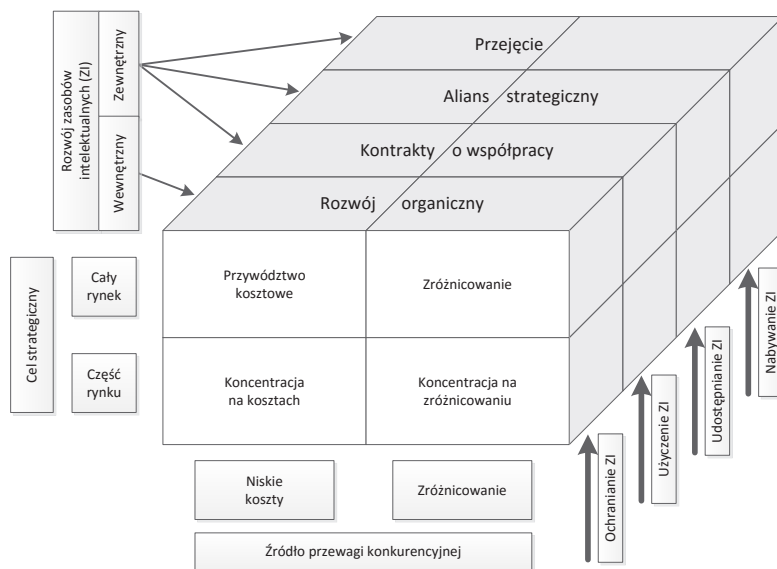 Rozwój zasobów
intelektualnych (ZI)
Zewnętrzny
Wewnętrzny
Przejęcie
Alians strategiczny
Kontrakty o współpracy
Rozwój organiczny
Cel strategiczny
Cały
rynek
Część
rynku
Przywództwo
kosztowe
Zróżnicowanie
Koncentracja
na kosztach
Koncentracja na
zróżnicowaniu
Niskie
koszty
Zróżnicowanie
Źródło przewagi konkurencyjnej
Ochranianie ZI
Użyczenie ZI
Udostępnianie ZI
Nabywanie ZI